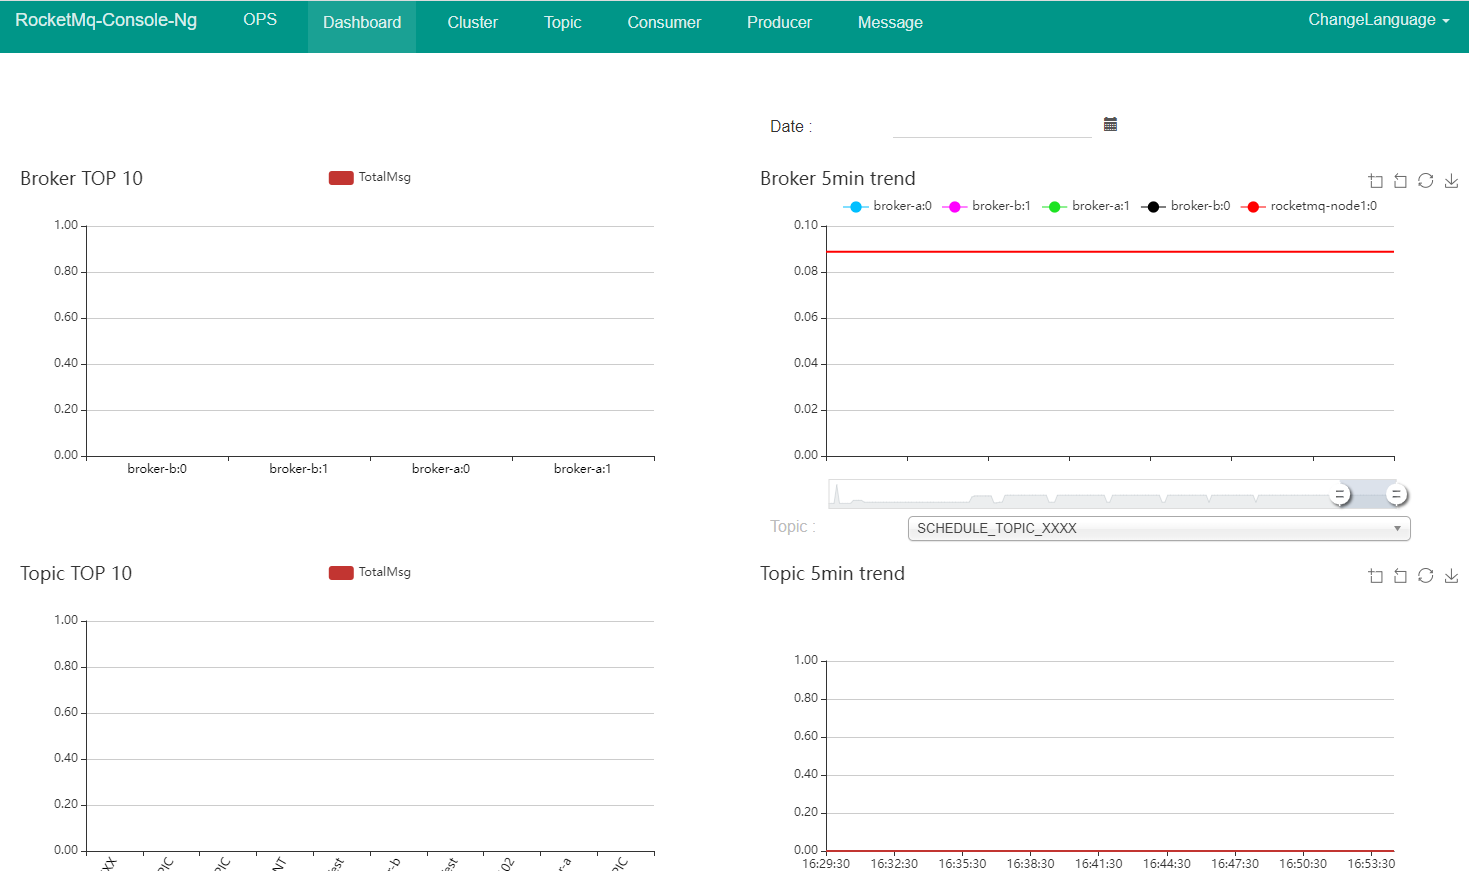 RocketMq-Console-Ng OPS Dashboard Cluster Topic Consumer Producer Message ChangeLanguage
Date :
Broker TOP 10
TotalMsg
1.00
0.80
0.60
0.40
0.20
0.00
broker-b:0 broker-b:1 broker-a:0 broker-a:1
Broker 5min trend
broker-a:0 broker-b:1 broker-a:1 broker-b:0 rocketmq-node1:0
0.10
0.08
0.06
0.04
0.02
0.00
Topic :
SCHEDULE_TOPIC_XXXX
Topic TOP 10
TotalMsg
1.00
0.80
0.60
0.40
0.20
0.00
Topic 5min trend
1.00
0.80
0.60
0.40
0.20
0.00
16:29:30 16:32:30 16:35:30 16:38:30 16:41:30 16:44:30 16:47:30 16:50:30 16:53:30